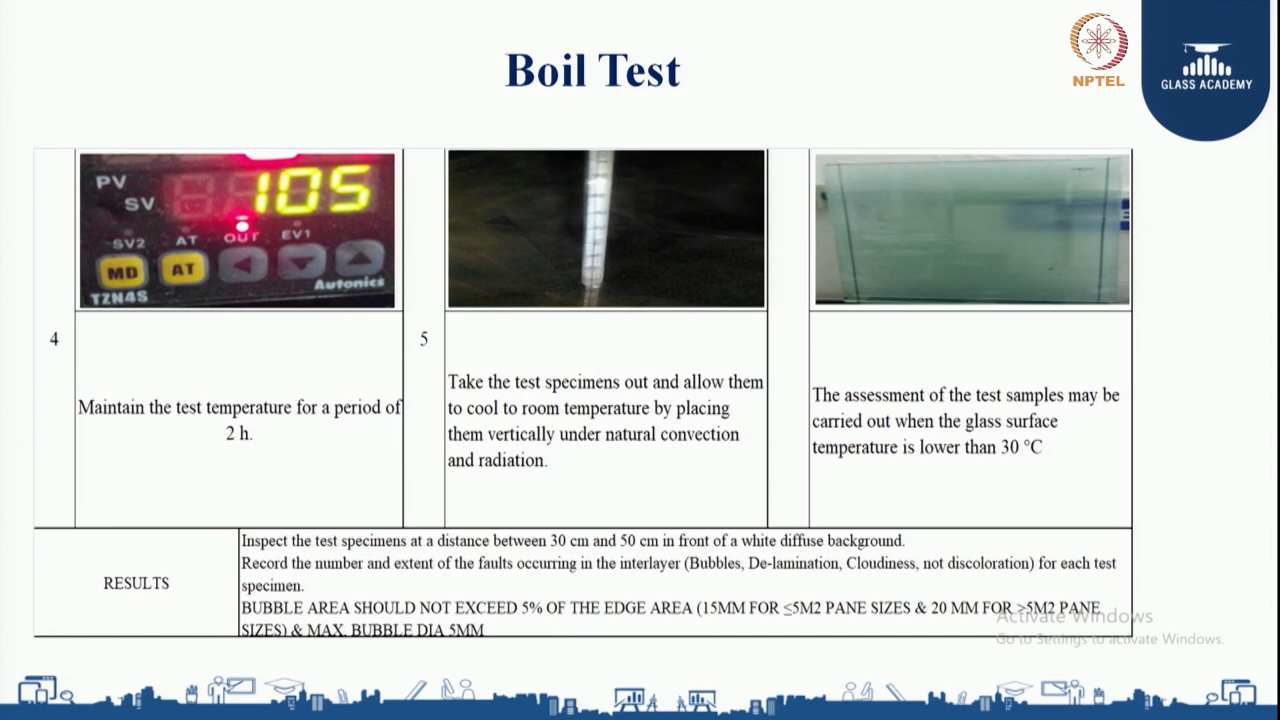 Boil Test
NPTEL
GLASS ACADEMY
PV
SV
105
SV2 AT OUT EV1
MD AT
Autonics
TZN4S
4
Maintain the test temperature for a period of
2 h.
5
Take the test specimens out and allow them
to cool to room temperature by placing
them vertically under natural convection
and radiation.
The assessment of the test samples may be
carried out when the glass surface
temperature is lower than 30 °C
RESULTS
Inspect the test specimens at a distance between 30 cm and 50 cm in front of a white diffuse background.
Record the number and extent of the faults occurring in the interlayer (Bubbles, De-lamination, Cloudiness, not discoloration) for each test
specimen.
BUBBLE AREA SHOULD NOT EXCEED 5% OF THE EDGE AREA (15MM FOR ≤5M2 PANE SIZES & 20 MM FOR >5M2 PANE
SIZES) & MAX. BUBBLE DIA 5MM
Activate Windows
Go to Settings to activate Windows.